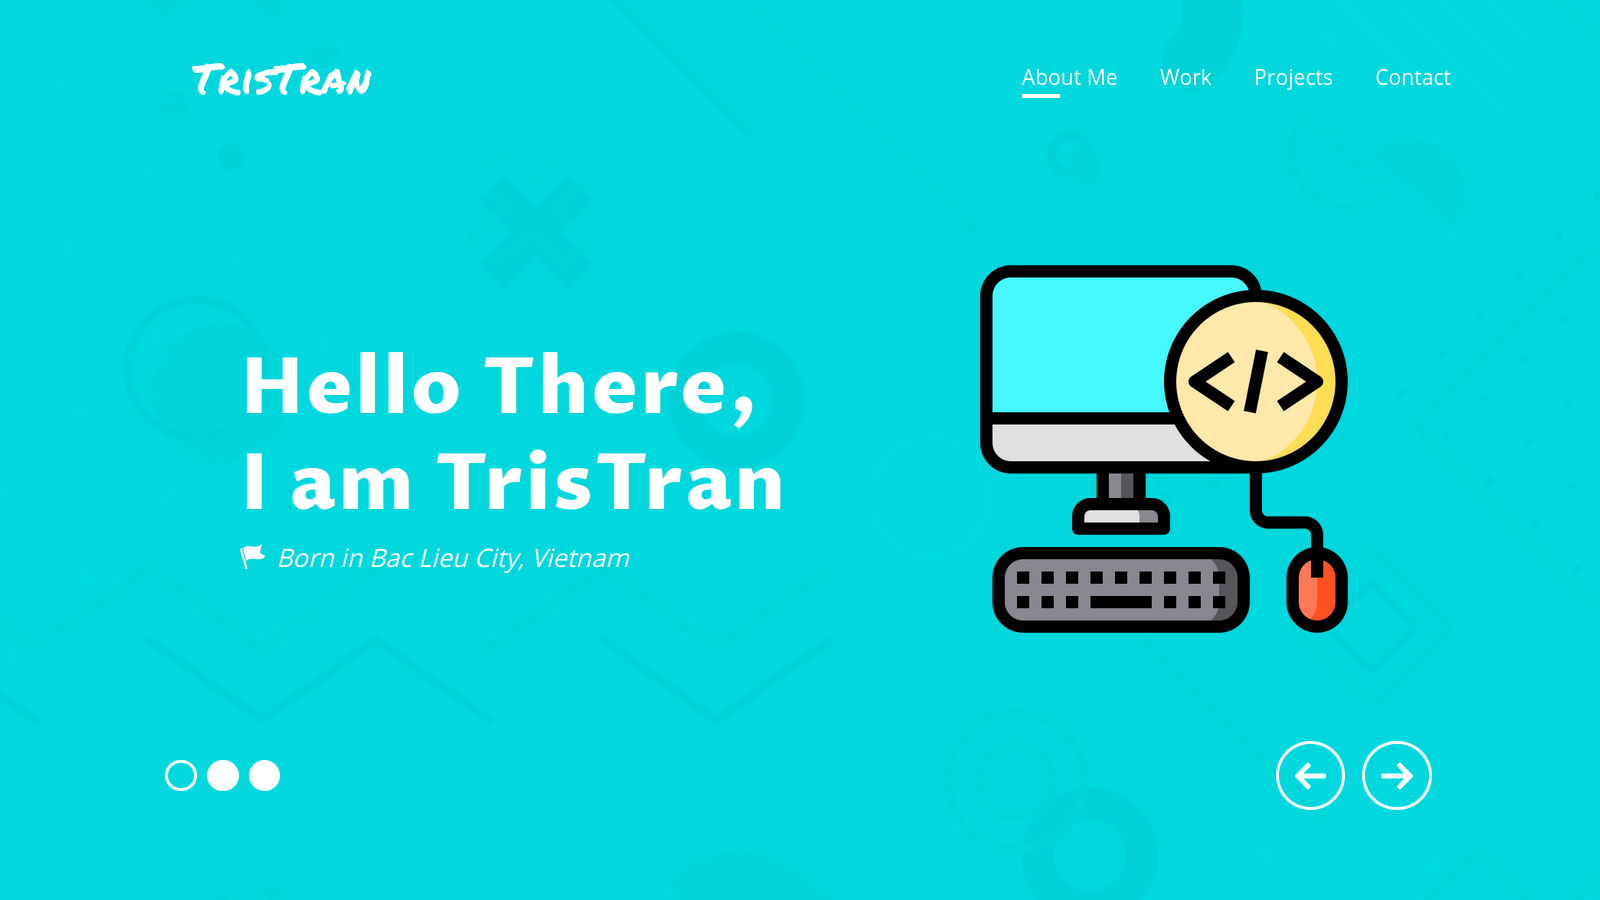 TrisTran
About Me
Work
Projects
Contact
Hello There,
I am TrisTran
Born in Bac Lieu City, Vietnam